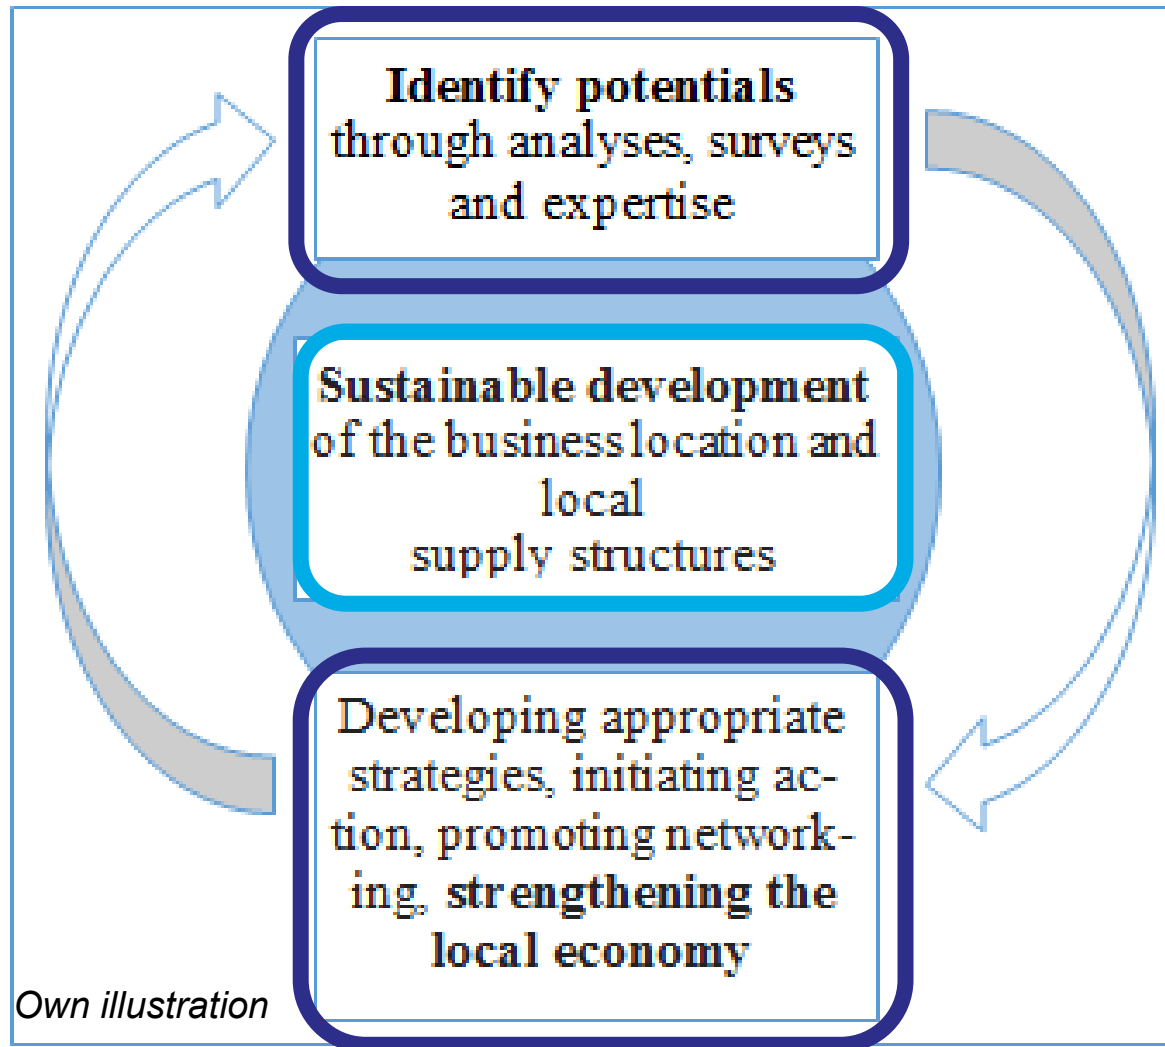 Identify potentials
through analyses, surveys
and expertise
Sustainable development
of the business location and
local
supply structures
Developing appropriate
strategies, initiating ac-
tion, promoting network-
ing, strengthening the
local economy
Own illustration